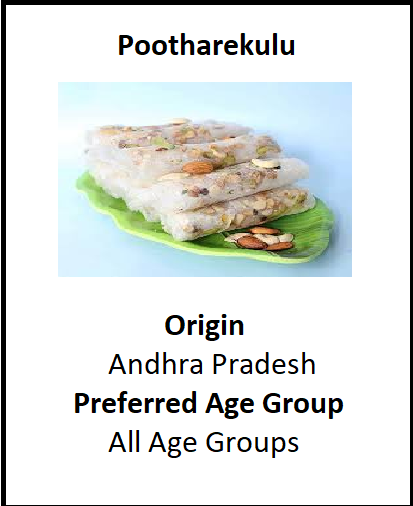 Pootharekulu
Origin
Andhra Pradesh
Preferred Age Group
All Age Groups